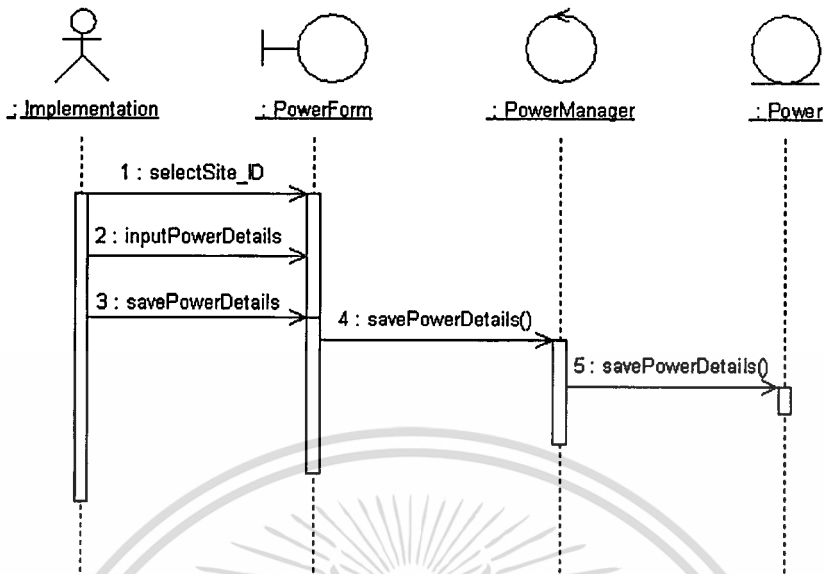 : Implementation
: PowerForm
: PowerManager
: Power
1 : selectSite_ID
2 : inputPowerDetails
3 : savePowerDetails
4 : savePowerDetails()
5 : savePowerDetails()